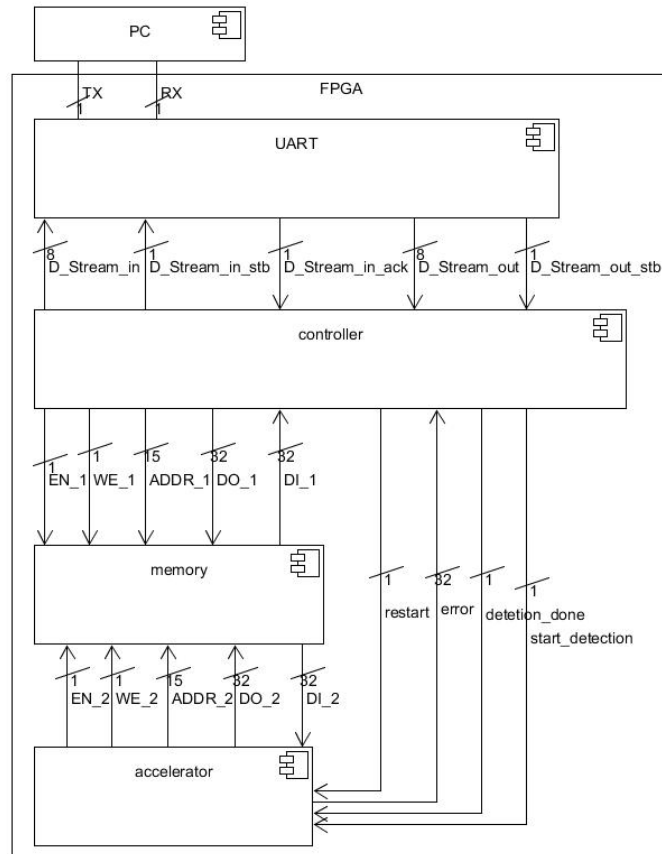 PC
FPGA
TX RX
1 1
UART
8 1 1 8 1
D_Stream_in D_Stream_in_stb D_Stream_in_ack D_Stream_out D_Stream_out_stb
controller
1 1 15 32 32
EN_1 WE_1 ADDR_1 DO_1 DI_1
memory
1 32 1 1
restart error detetion_done
start_detection
1 1 15 32 32
EN_2 WE_2 ADDR_2 DO_2 DI_2
accelerator